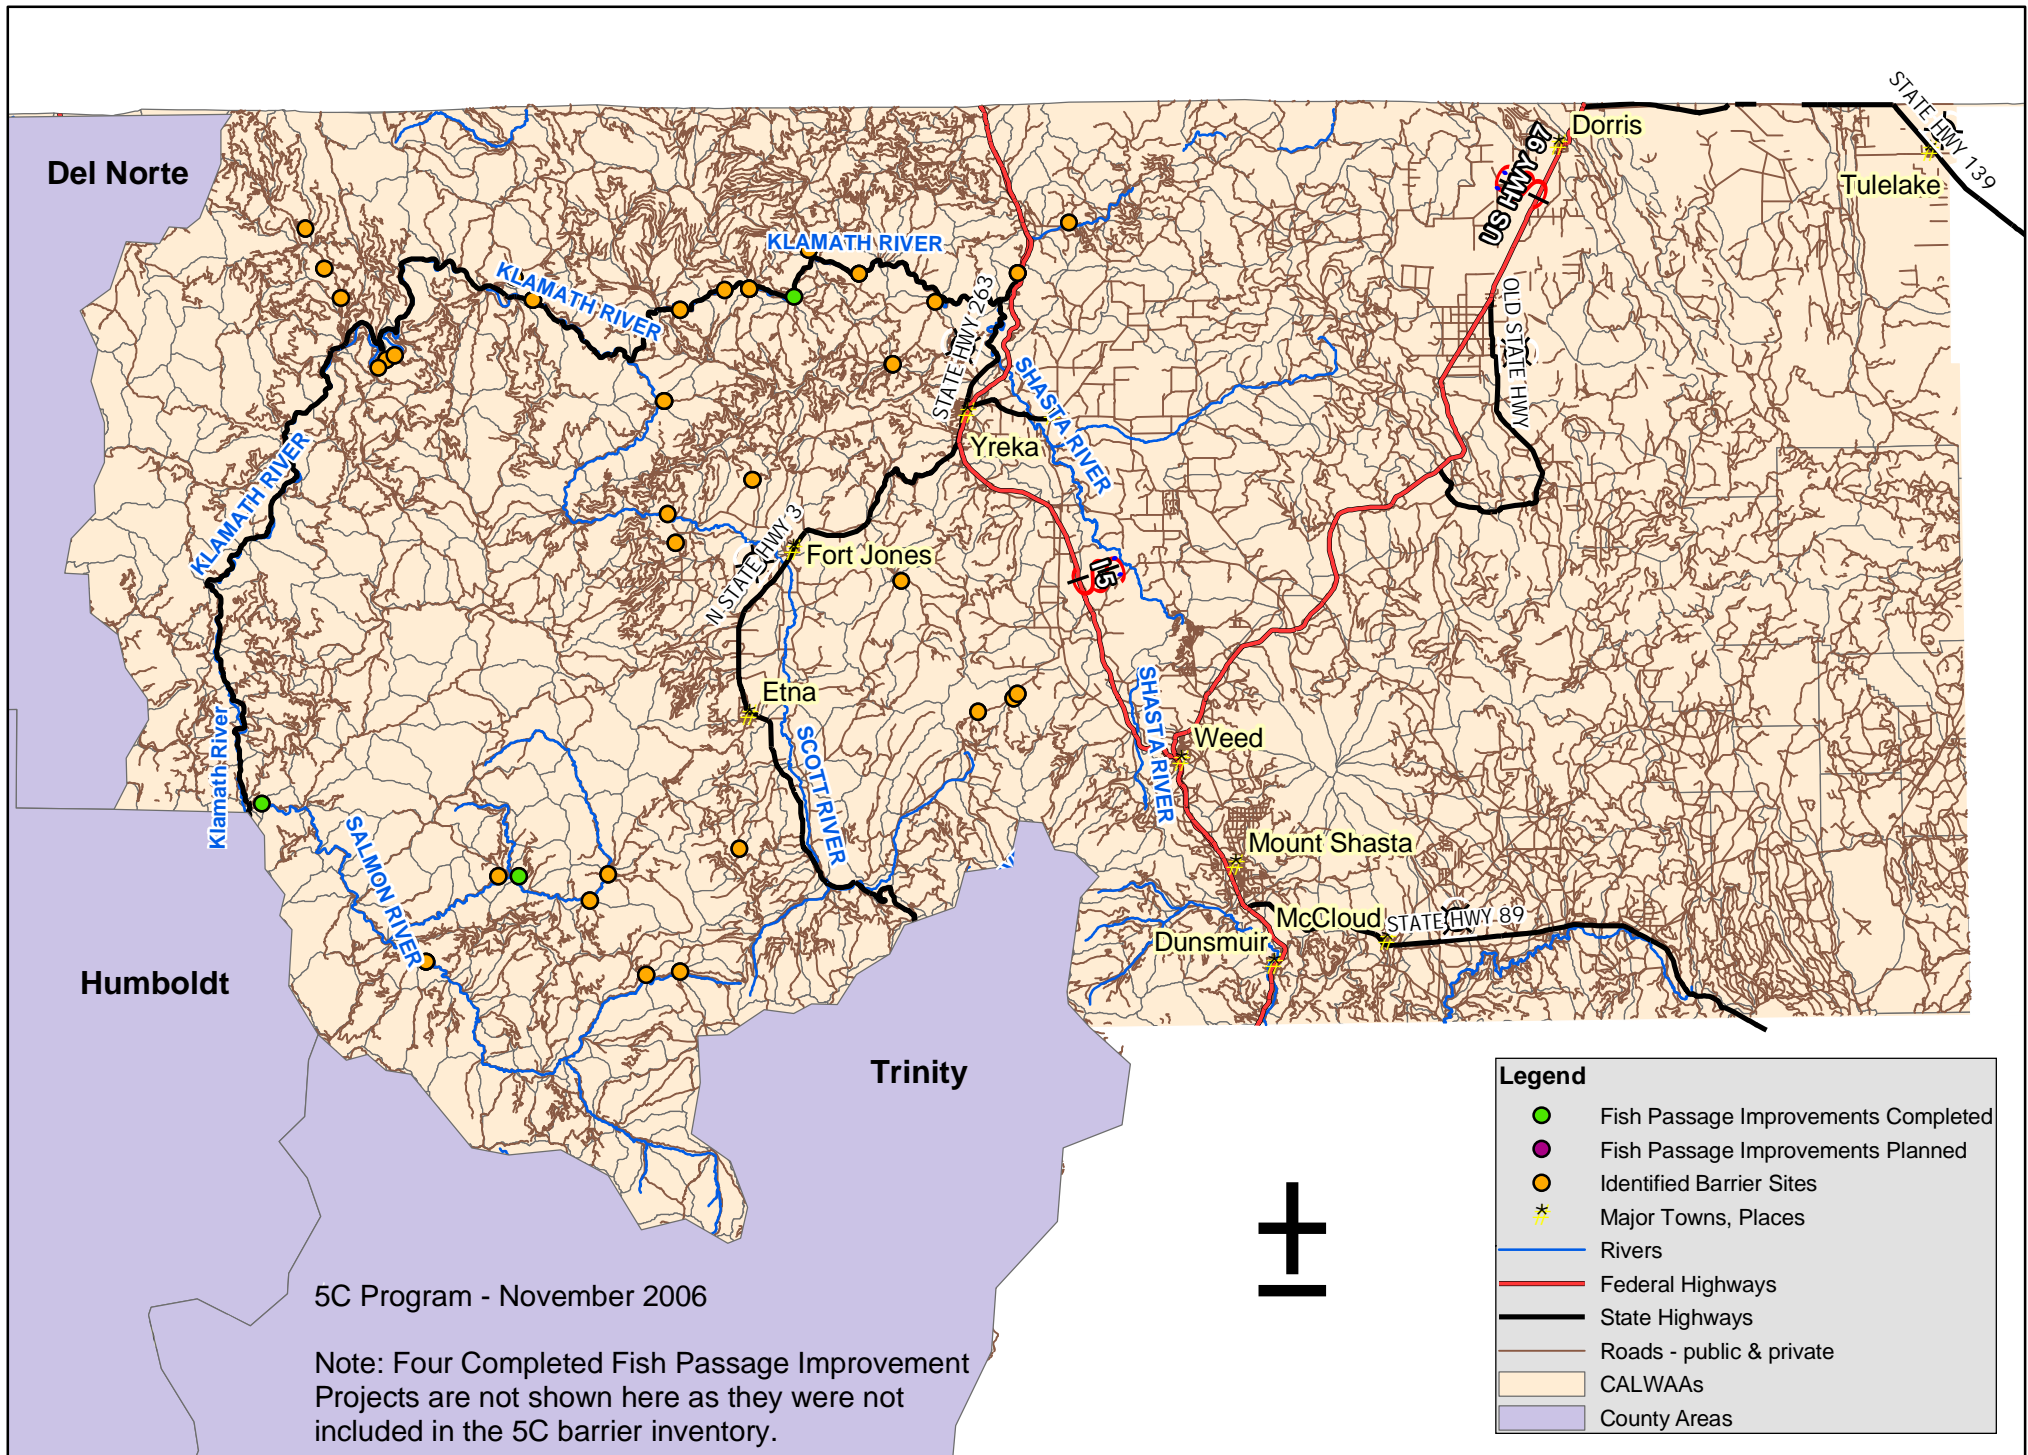 STATE HWY 139
Dorris
US HWY 97
Tulelake
Del Norte
KLAMATH RIVER
KLAMATH RIVER
STATE HWY 263
OLD STATE HWY
SHASTA RIVER
Yreka
KLAMATH RIVER
N STATE HWY 3
Fort Jones
I-5
Etna
SHASTA RIVER
Weed
Klamath River
SCOTT RIVER
SALMON RIVER
Mount Shasta
McCloud
STATE HWY 89
Dunsmuir
Humboldt
Trinity
Legend
Fish Passage Improvements Completed
Fish Passage Improvements Planned
Identified Barrier Sites
Major Towns, Places
Rivers
Federal Highways
State Highways
Roads - public & private
CALWAAs
County Areas
5C Program - November 2006
Note: Four Completed Fish Passage Improvement
Projects are not shown here as they were not
included in the 5C barrier inventory.